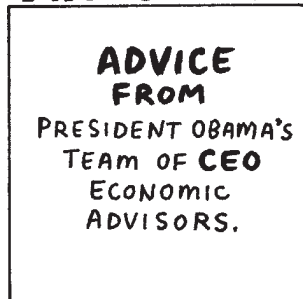 ADVICE
FROM
PRESIDENT OBAMA'S
TEAM OF CEO
ECONOMIC
ADVISORS.